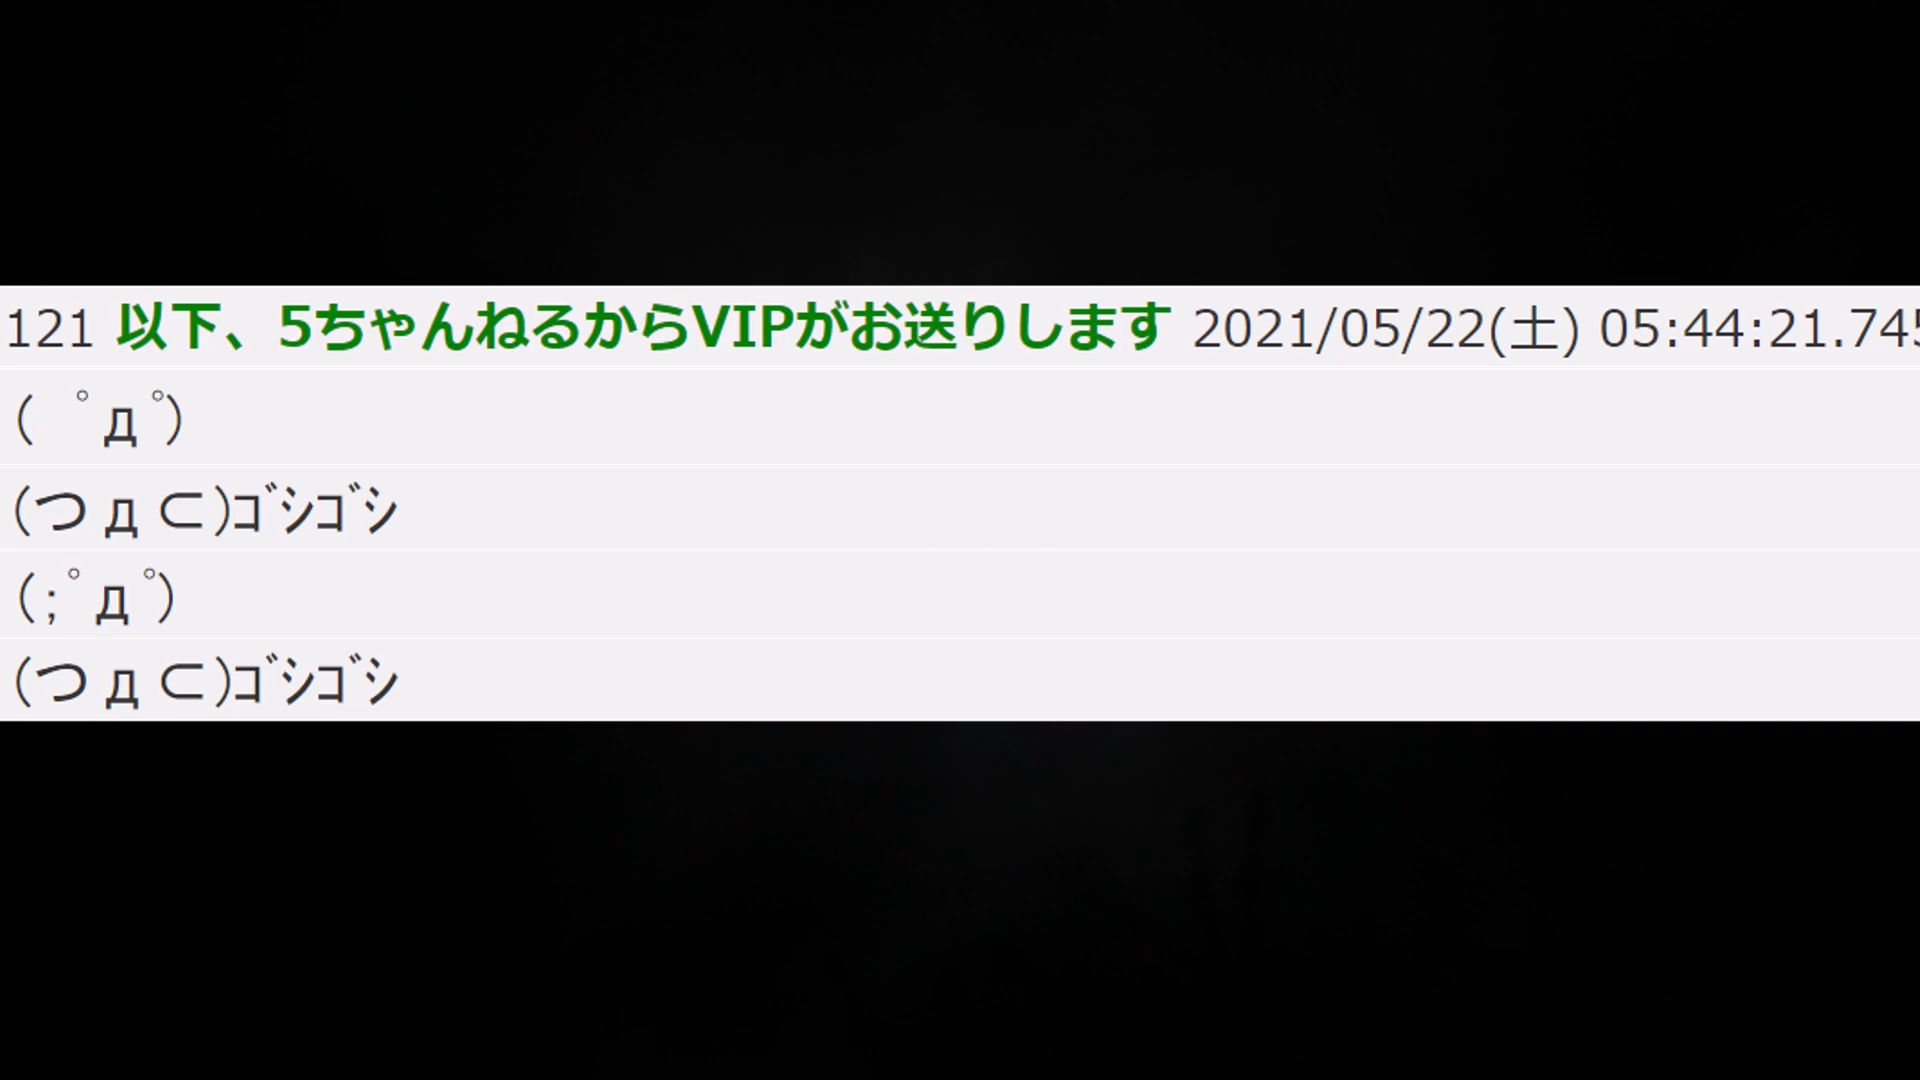 121 以下、5ちゃんねるからVIPがお送りします 2021/05/22(土) 05:44:21.745
( ﾟдﾟ)
(つд⊂)ｺﾞｼｺﾞｼ
(;ﾟдﾟ)
(つд⊂)ｺﾞｼｺﾞｼ